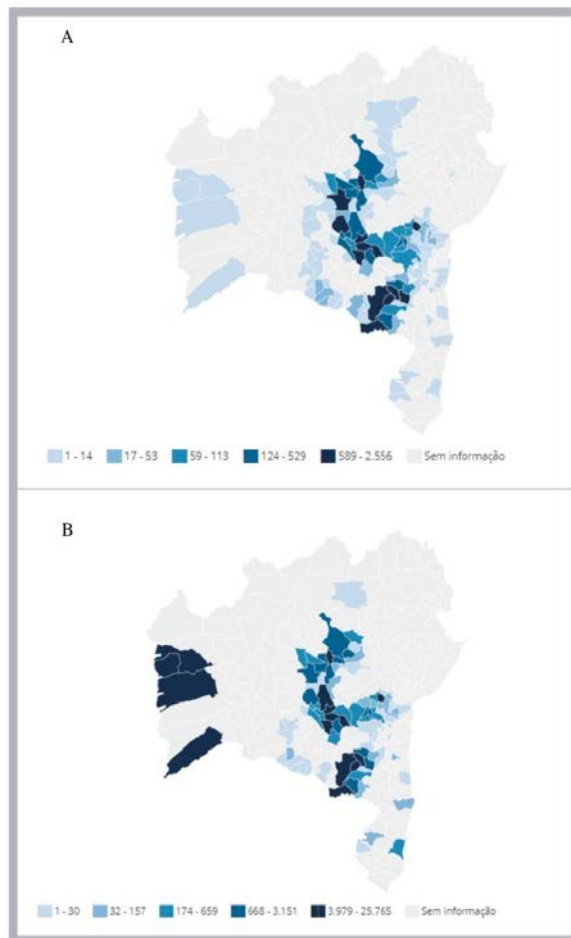 A
1 - 14 17 - 53 59 - 113 124 - 529 589 - 2.556 Sem informação
B
1 - 30 32 - 157 174 - 659 668 - 3.151 3.979 - 25.765 Sem informação